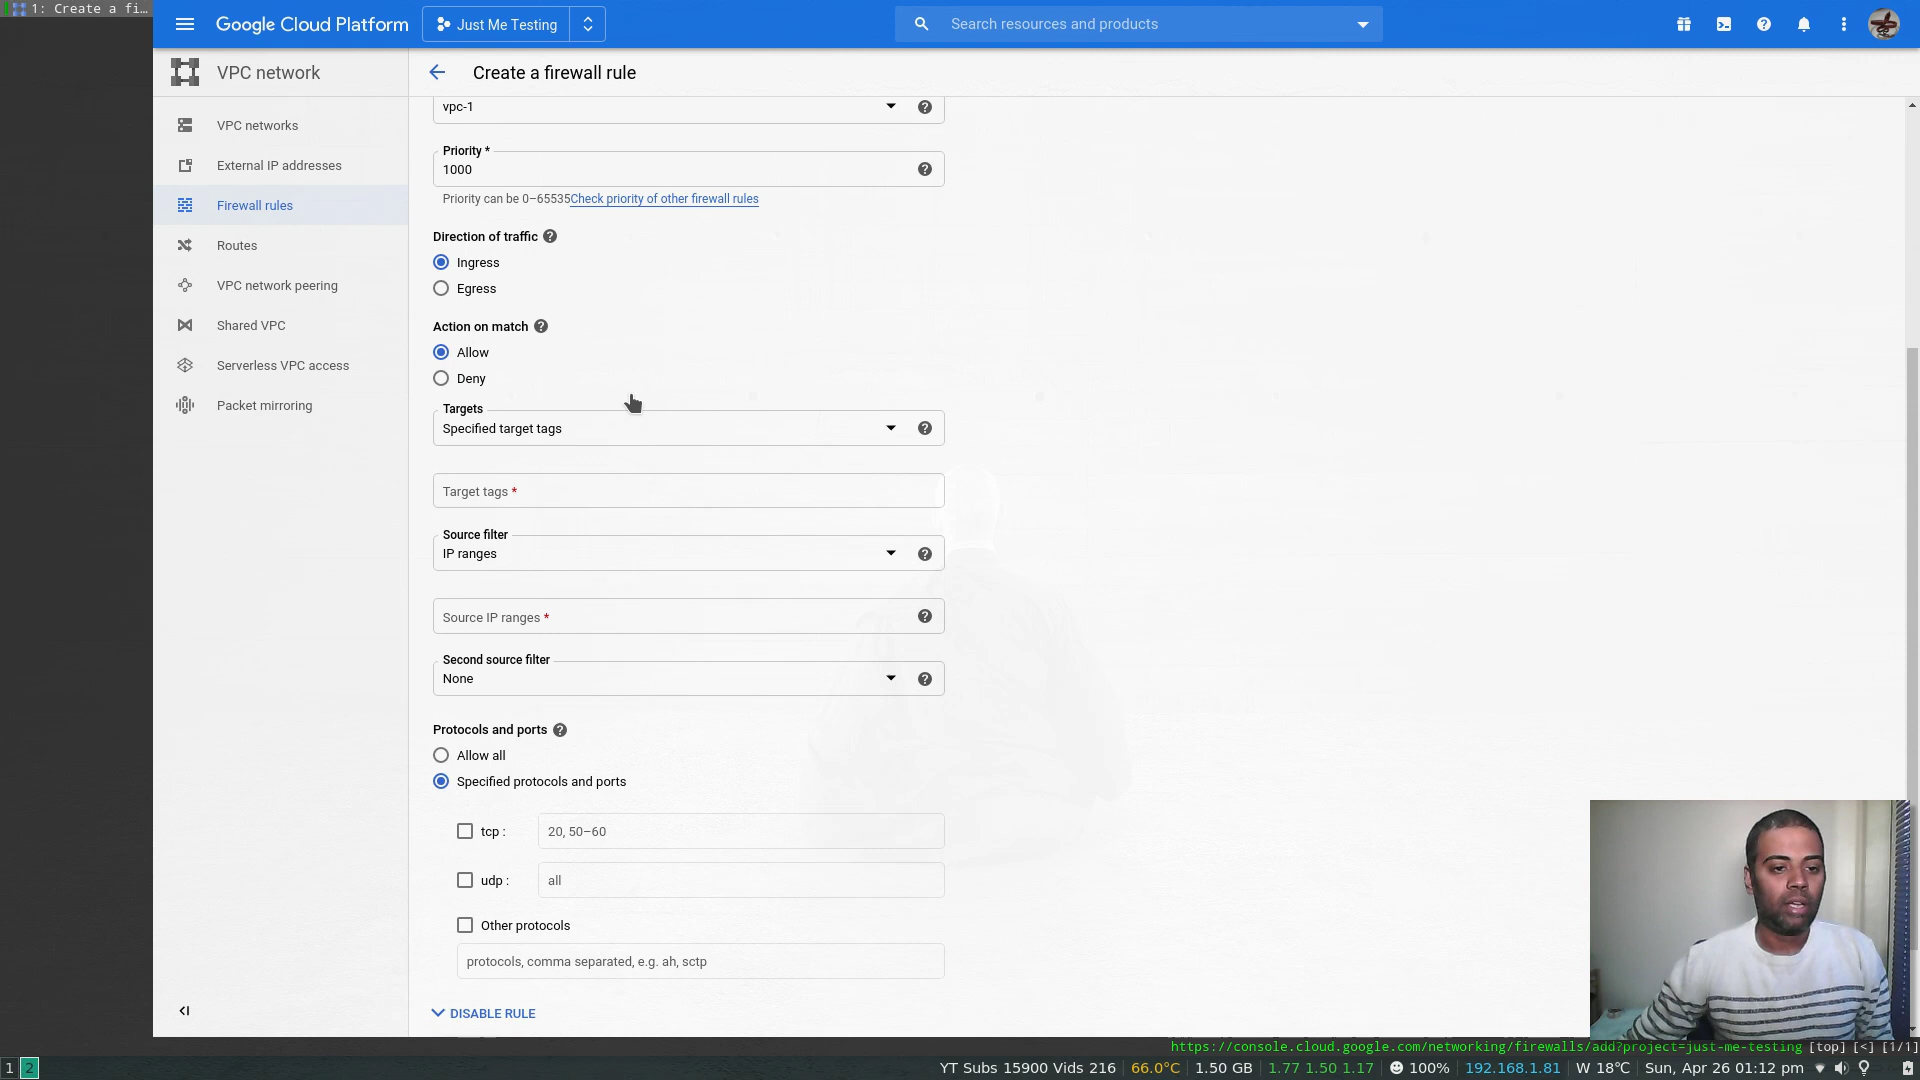 1: Create a fi…
Google Cloud Platform
Just Me Testing
Search resources and products
VPC network
Create a firewall rule
VPC networks
External IP addresses
Firewall rules
Routes
VPC network peering
Shared VPC
Serverless VPC access
Packet mirroring
vpc-1
Priority *
1000
Priority can be 0–65535Check priority of other firewall rules
Direction of traffic
Ingress
Egress
Action on match
Allow
Deny
Targets
Specified target tags
Target tags *
Source filter
IP ranges
Source IP ranges *
Second source filter
None
Protocols and ports
Allow all
Specified protocols and ports
tcp : 20, 50–60
udp : all
Other protocols
protocols, comma separated, e.g. ah, sctp
DISABLE RULE
https://console.cloud.google.com/networking/firewalls/add?project=just-me-testing [top] [<] [1/1]
1 2 YT Subs 15900 Vids 216 66.0°C 1.50 GB 1.77 1.50 1.17 100% 192.168.1.81 W 18°C Sun, Apr 26 01:12 pm